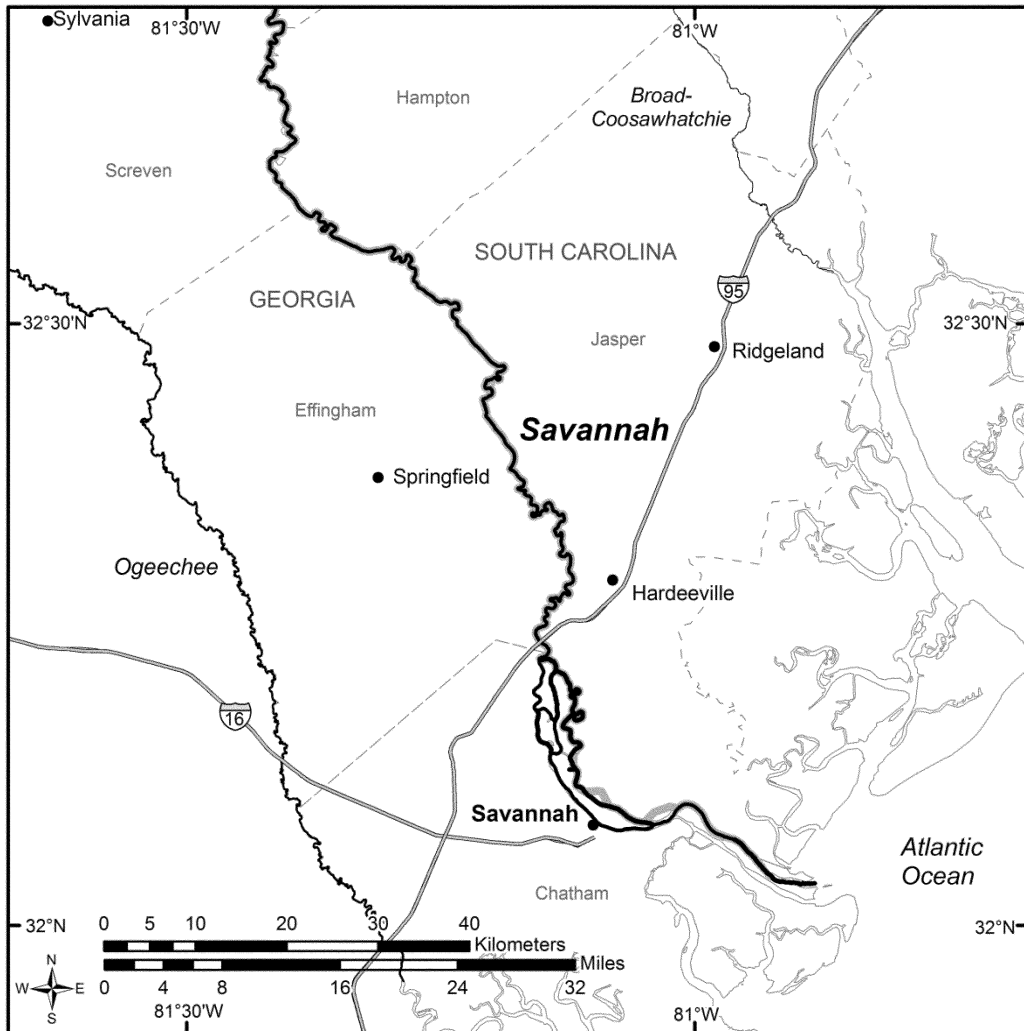 Sylvania
81°30'W
81°W
Hampton
Broad-
Coosawhatchie
Screven
SOUTH CAROLINA
GEORGIA
95
32°30'N
32°30'N
Jasper
Ridgeland
Effingham
Savannah
Springfield
Ogeechee
Hardeeville
16
Savannah
Atlantic
Ocean
Chatham
32°N
32°N
0 5 10 20 30 40
Kilometers
Miles
0 4 8 16 24 32
N
W E
S
81°30'W
81°W